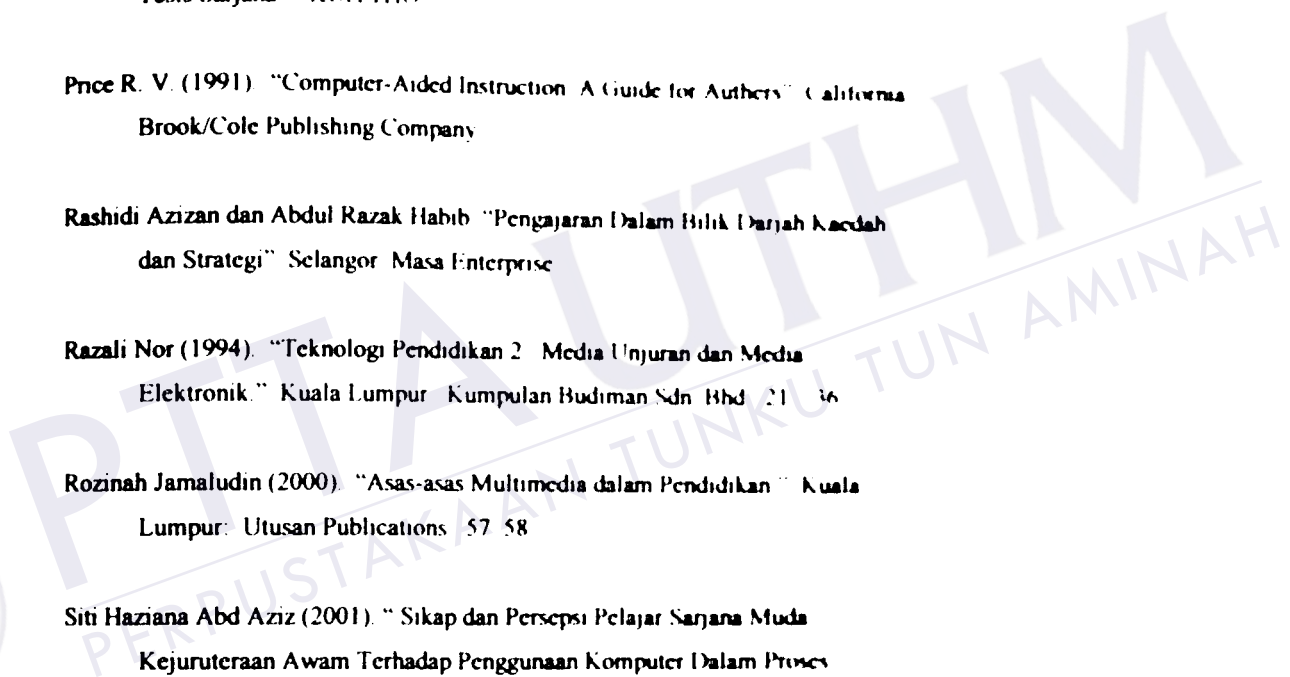 Price R. V. (1991). “Computer-Aided Instruction A Guide for Authers” California
Brook/Cole Publishing Company
Rashidi Azizan dan Abdul Razak Habib “Pengajaran Dalam Bilik Darjah Kaedah
dan Strategi” Selangor Masa Enterprise
Razali Nor (1994). “Teknologi Pendidikan 2 Media Unjuran dan Media
Elektronik.” Kuala Lumpur Kumpulan Budiman Sdn Bhd 21
Rozinah Jamaludin (2000). “Asas-asas Multimedia dalam Pendidikan” Kuala
Lumpur: Utusan Publications 57 58
Siti Haziana Abd Aziz (2001). “ Sikap dan Persepsi Pelajar Sarjana Muda
Kejuruteraan Awam Terhadap Penggunaan Komputer Dalam Proses
PTTA UTHM
PERPUSTAKAAN TUNKU TUN AMINAH